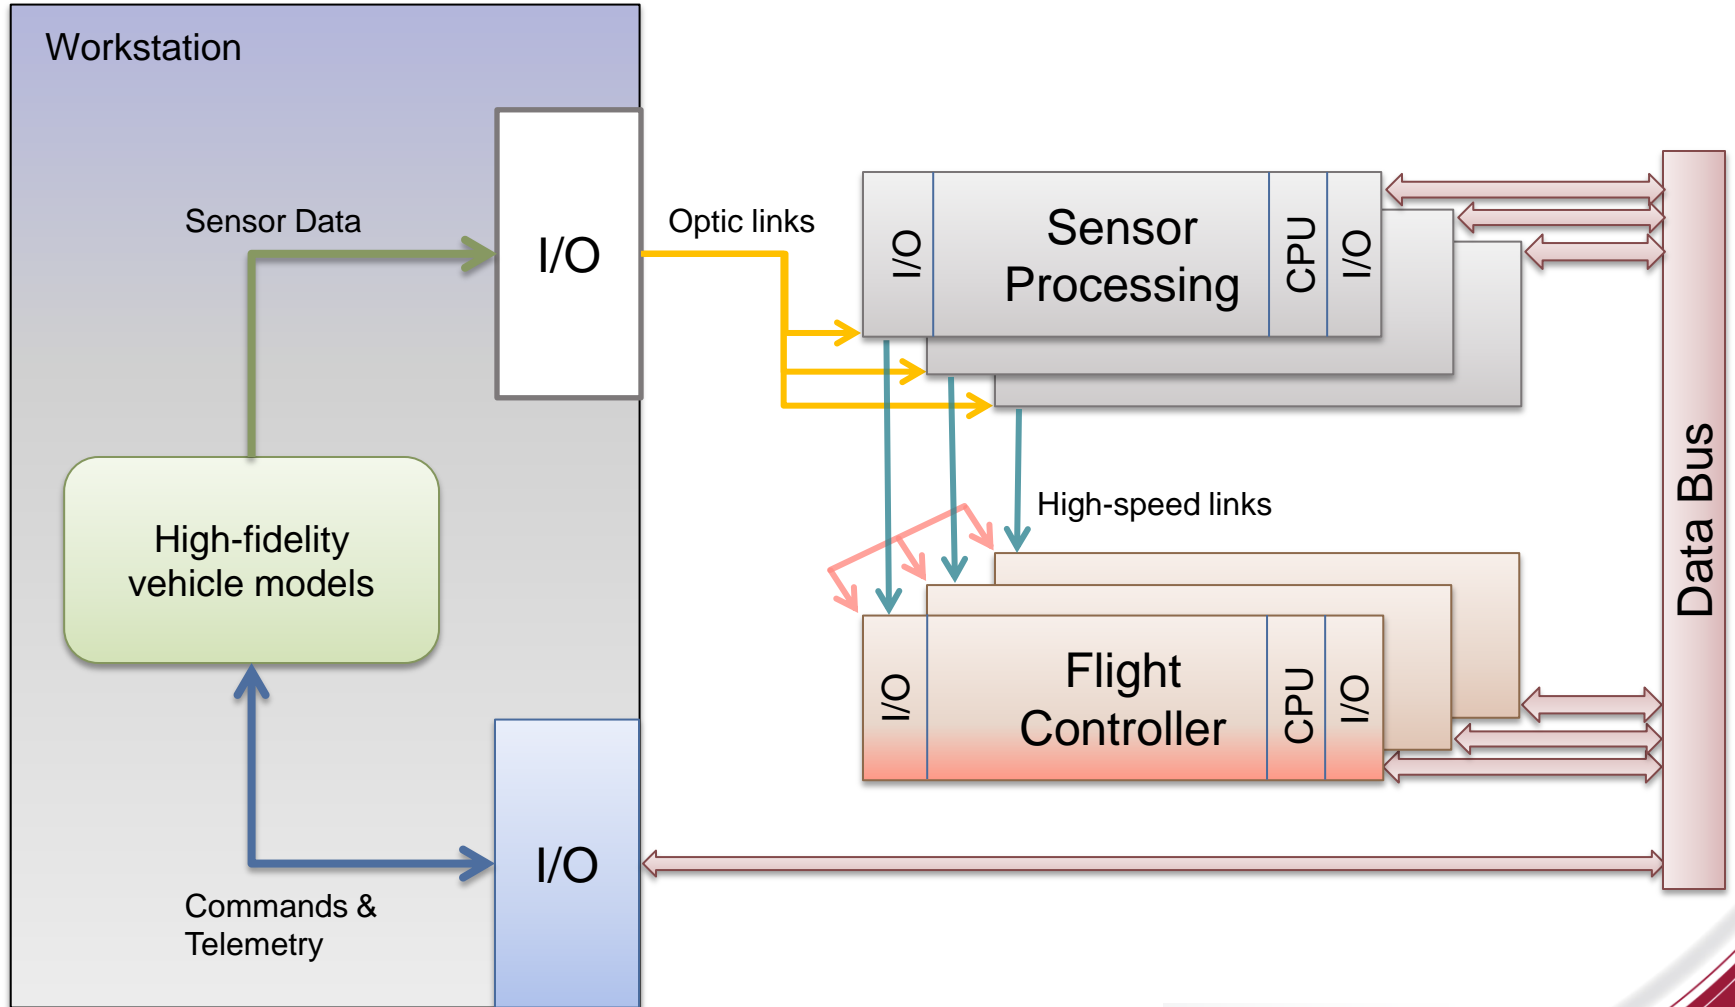 Workstation
Sensor Data
I/O
Optic links
I/O
Sensor
Processing
CPU
I/O
High-speed links
High-fidelity
vehicle models
I/O
Flight
Controller
CPU
I/O
Data Bus
I/O
Commands &
Telemetry